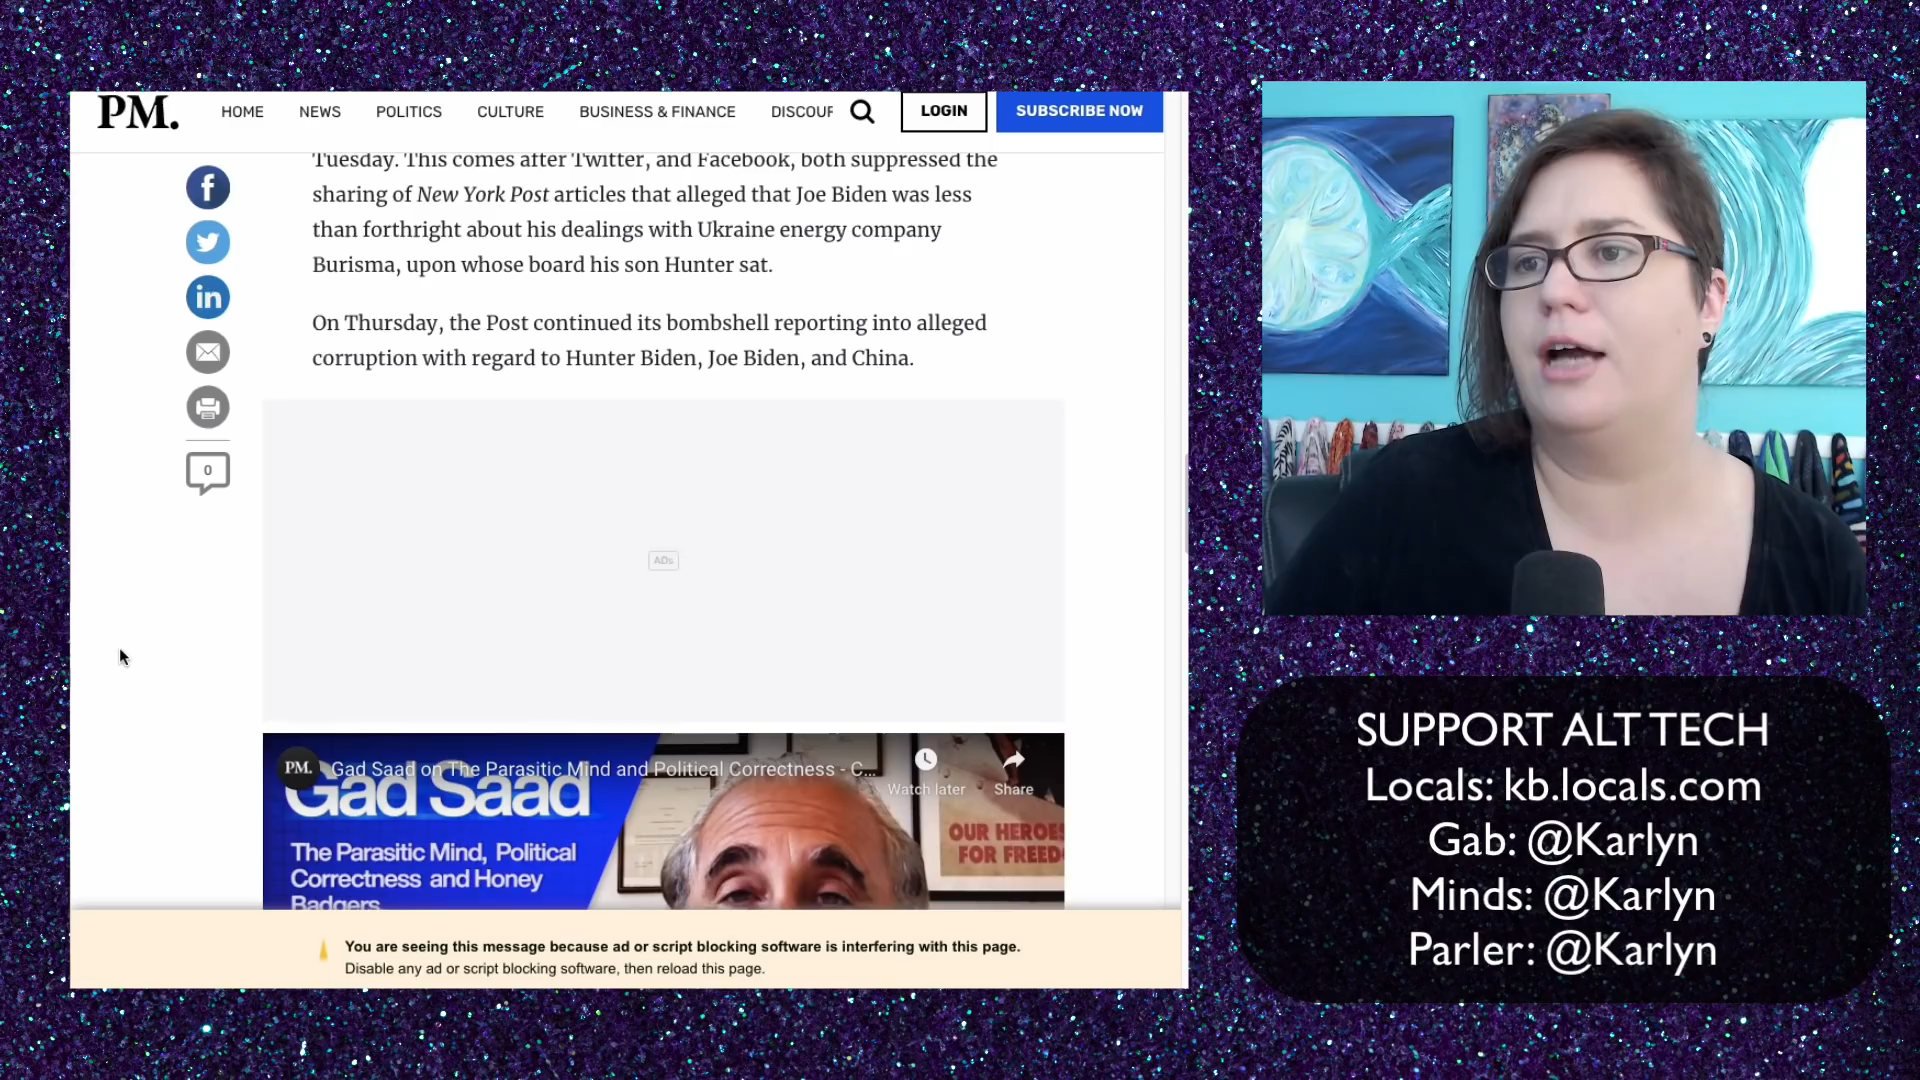 PM.
HOME NEWS POLITICS CULTURE BUSINESS & FINANCE DISCOUR LOGIN SUBSCRIBE NOW
Tuesday. This comes after Twitter, and Facebook, both suppressed the
sharing of New York Post articles that alleged that Joe Biden was less
than forthright about his dealings with Ukraine energy company
Burisma, upon whose board his son Hunter sat.
On Thursday, the Post continued its bombshell reporting into alleged
corruption with regard to Hunter Biden, Joe Biden, and China.
0
ADs
PM. Gad Saad on The Parasitic Mind and Political Correctness - C...
Watch later Share
Gad Saad
The Parasitic Mind, Political
Correctness and Honey
Badgers
OUR HEROES
FOR FREED
You are seeing this message because ad or script blocking software is interfering with this page.
Disable any ad or script blocking software, then reload this page.
SUPPORT ALT TECH
Locals: kb.locals.com
Gab: @Karlyn
Minds: @Karlyn
Parler: @Karlyn